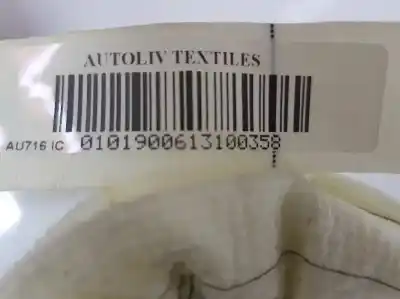 AUTOLIV TEXTILES
AU716 IC 0101900613100358